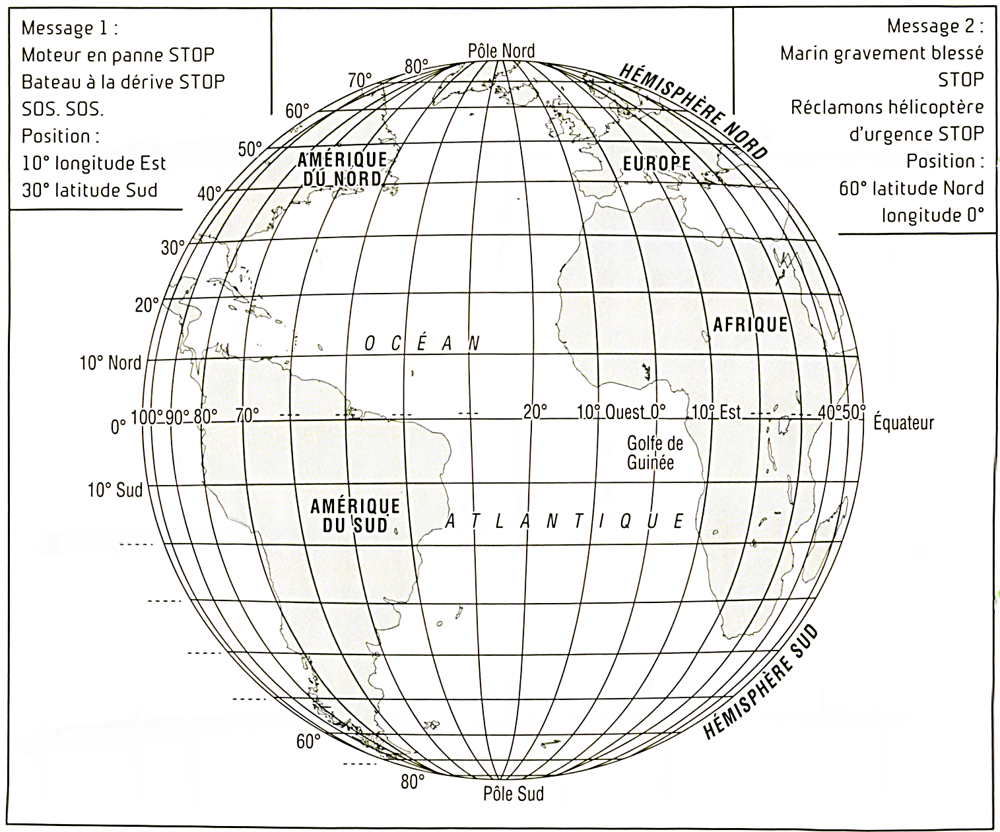 Message 1 :
Moteur en panne STOP
Bateau à la dérive STOP
SOS. SOS.
Position :
10° longitude Est
30° latitude Sud
Message 2 :
Marin gravement blessé
STOP
Réclamons hélicoptère
d'urgence STOP
Position :
60° latitude Nord
longitude 0°
Pôle Nord
80°
70°
60°
50°
40°
30°
20°
10° Nord
0°
10° Sud
60°
80°
HÉMISPHÈRE NORD
AMÉRIQUE
DU NORD
EUROPE
AFRIQUE
OCÉAN
100° 90° 80° 70° 20° 10° Ouest 0° 10° Est 40° 50°
Équateur
Golfe de
Guinée
AMÉRIQUE
DU SUD
ATLANTIQUE
HÉMISPHÈRE SUD
Pôle Sud